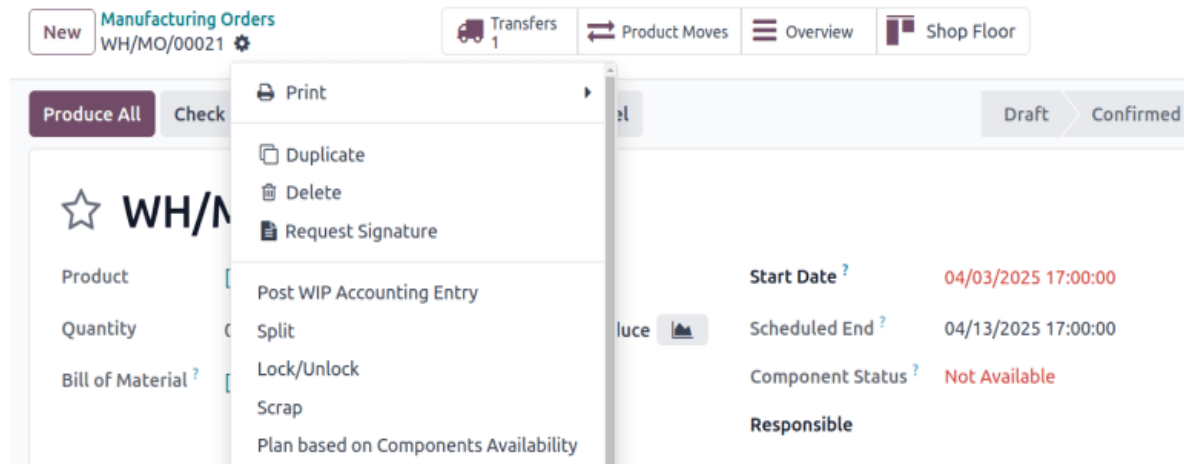 New
Manufacturing Orders
WH/MO/00021
Transfers
1
Product Moves
Overview
Shop Floor
Print
Produce All
Check
el
Draft
Confirmed
Duplicate
Delete
Request Signature
WH/M
Product
Start Date ?
04/03/2025 17:00:00
Post WIP Accounting Entry
Quantity
0
Split
luce
Scheduled End ?
04/13/2025 17:00:00
Bill of Material ?
Lock/Unlock
Component Status ?
Not Available
Scrap
Responsible
Plan based on Components Availability